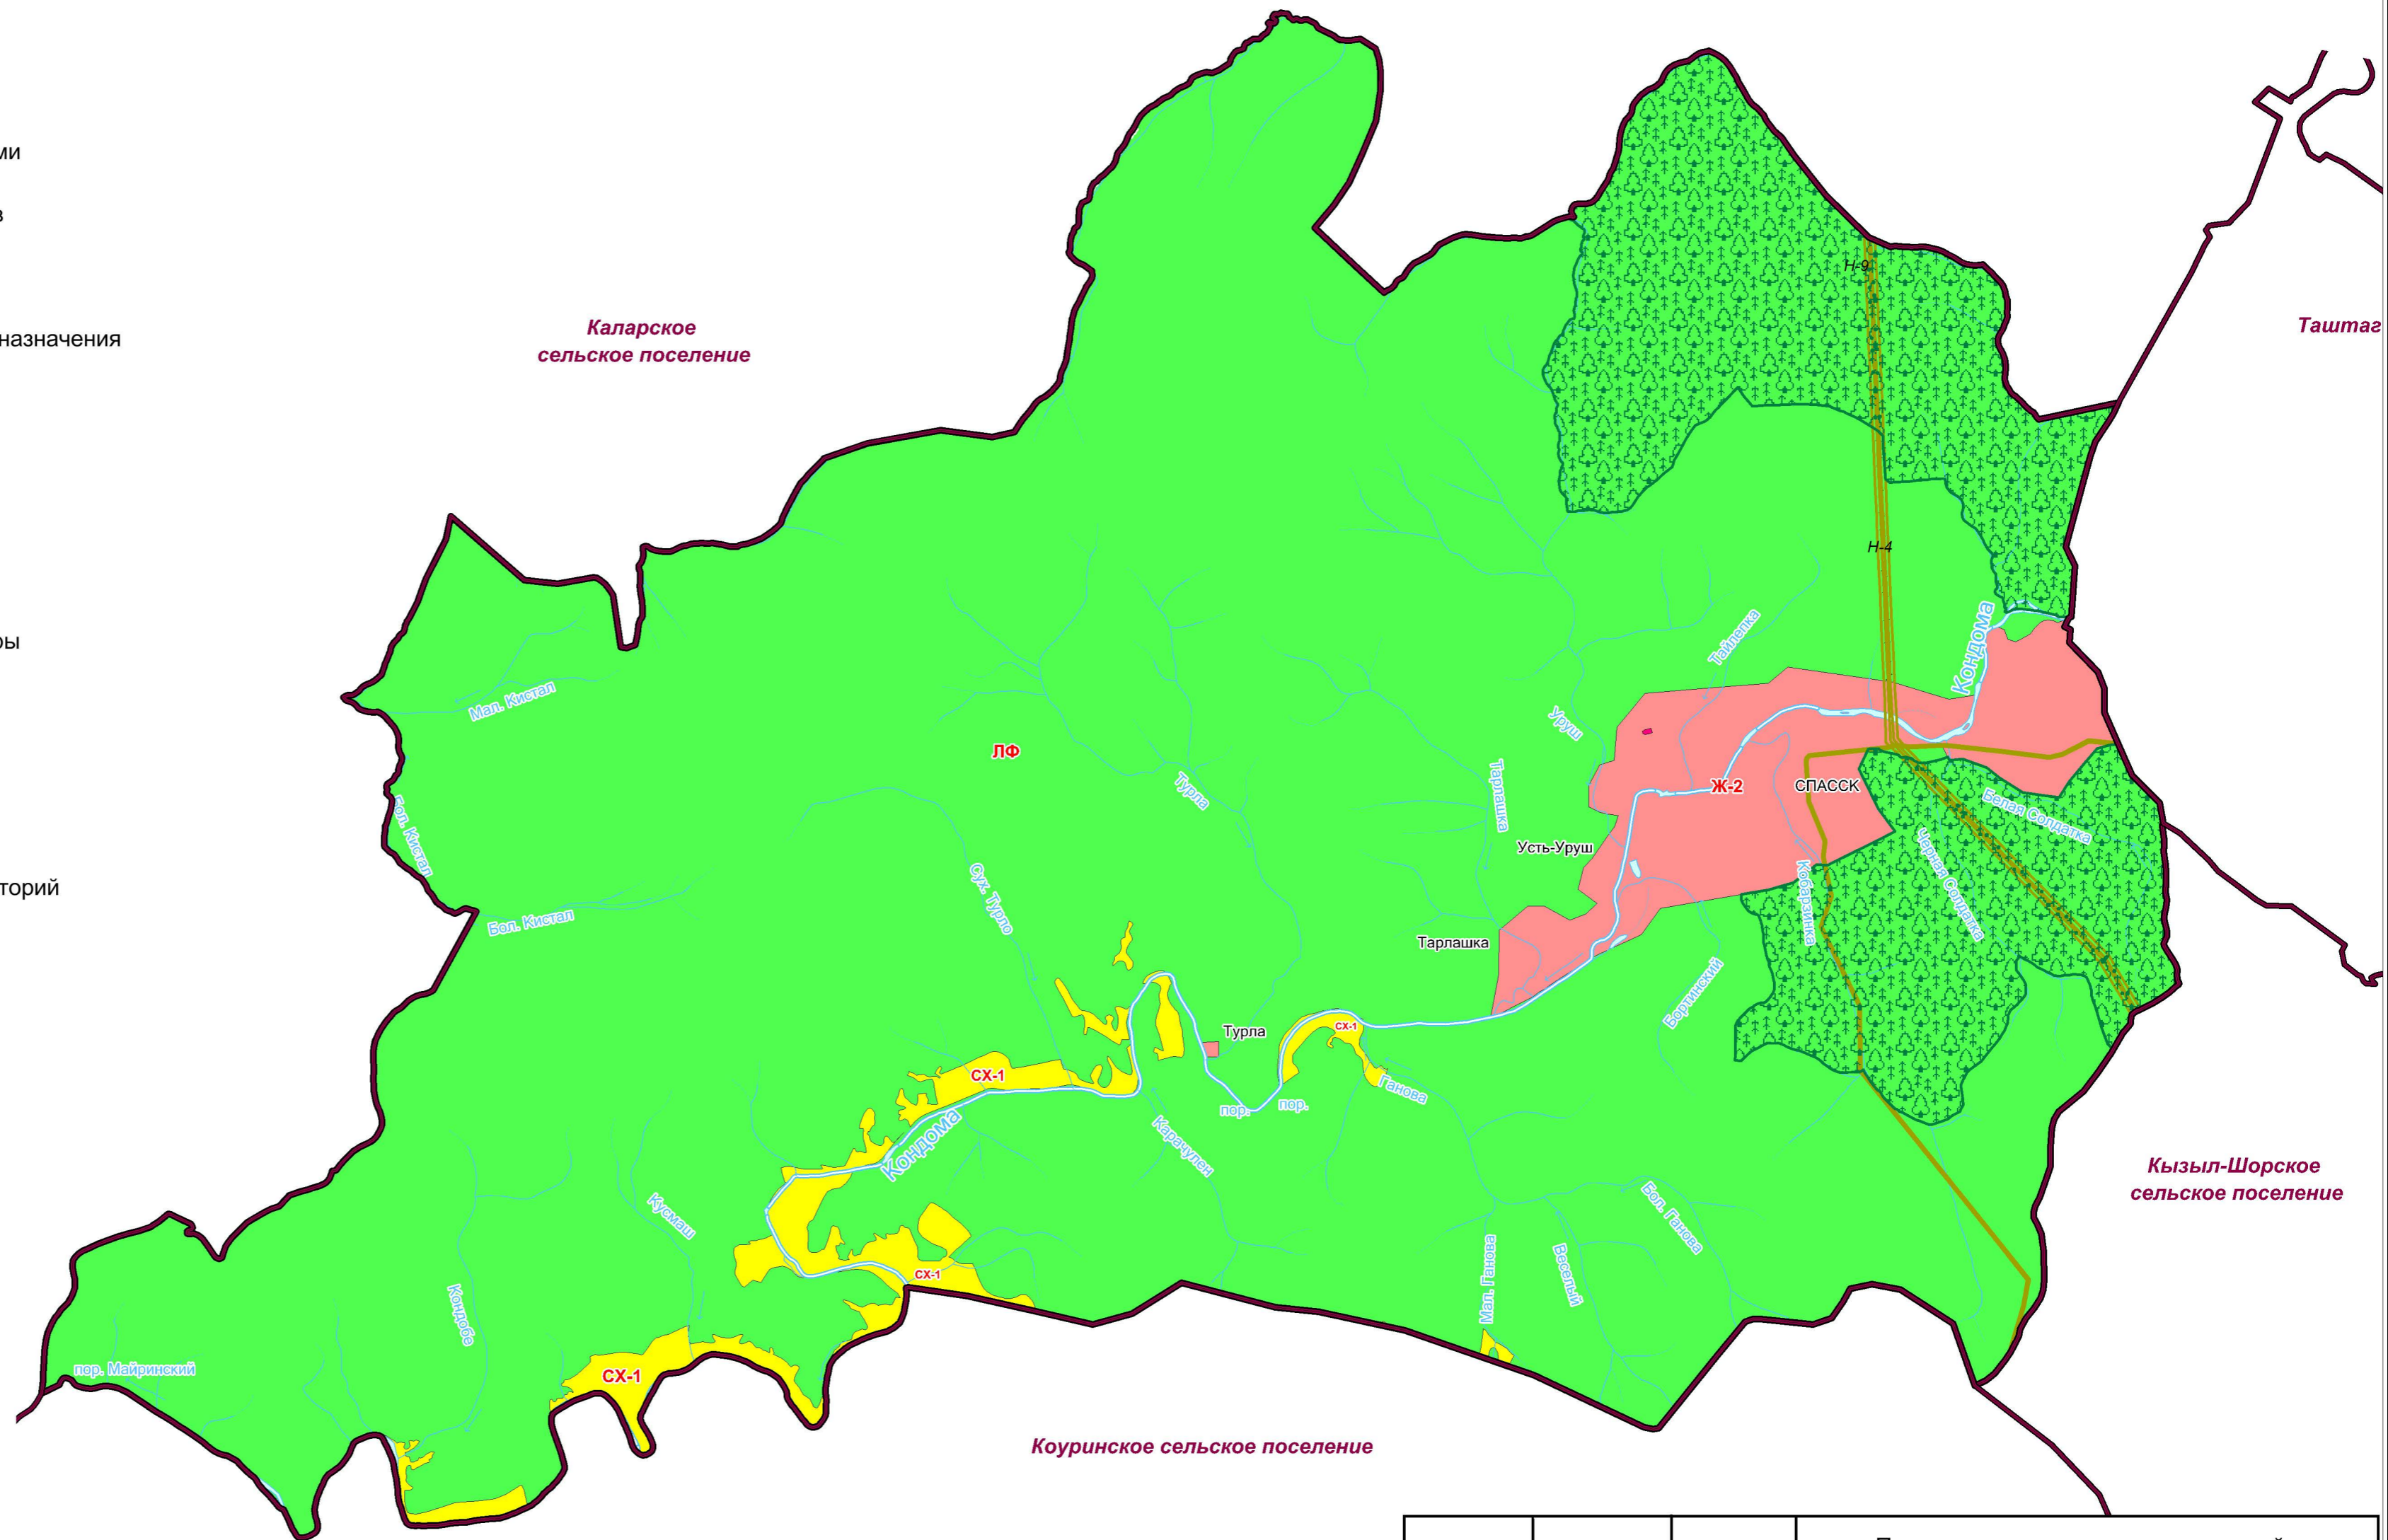 ми
в
назначения
ры
торий
Каларское
сельское поселение
Таштаг
Н-9
Н-4
Кондома
Тайлепка
Мал. Кистал
Уруш
ЛФ
Турла
Тарлашка
Ж-2
СПАССК
Белая Солдатка
Бол. Кистал
Усть-Уруш
Черная Солдатка
Кобарзинка
Сух. Турло
Бол. Кистал
Тарлашка
Бортинский
Турла
СХ-1
СХ-1
Ганова
пор.
пор.
Кондома
Карачулен
Кызыл-Шорское
сельское поселение
Кусмаш
Бол. Ганова
Мал. Ганова
Веселый
СХ-1
Кондобе
пор. Майринский
СХ-1
Коуринское сельское поселение